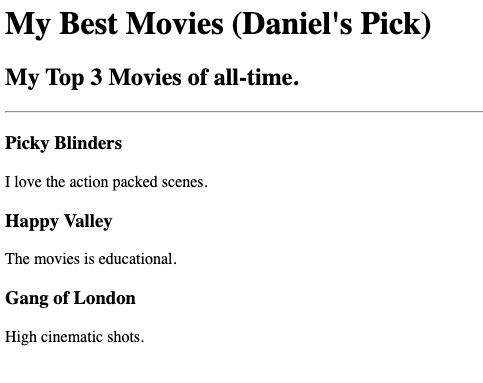 My Best Movies (Daniel's Pick)
My Top 3 Movies of all-time.
Picky Blinders
I love the action packed scenes.
Happy Valley
The movies is educational.
Gang of London
High cinematic shots.